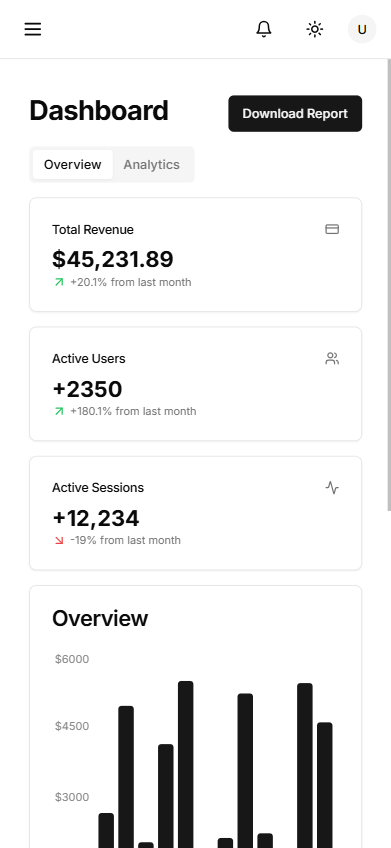 U
Dashboard
Download Report
Overview
Analytics
Total Revenue
$45,231.89
+20.1% from last month
Active Users
+2350
+180.1% from last month
Active Sessions
+12,234
-19% from last month
Overview
$6000
$4500
$3000